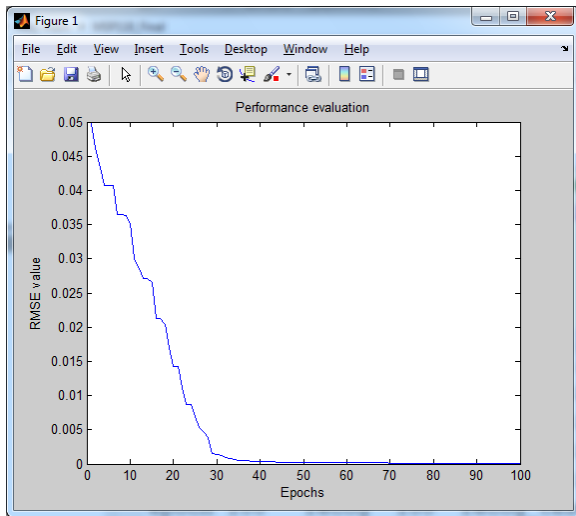 Figure 1
File Edit View Insert Tools Desktop Window Help
Performance evaluation
0.05
0.045
0.04
0.035
0.03
0.025
0.02
0.015
0.01
0.005
0
RMSE value
0 10 20 30 40 50 60 70 80 90 100
Epochs